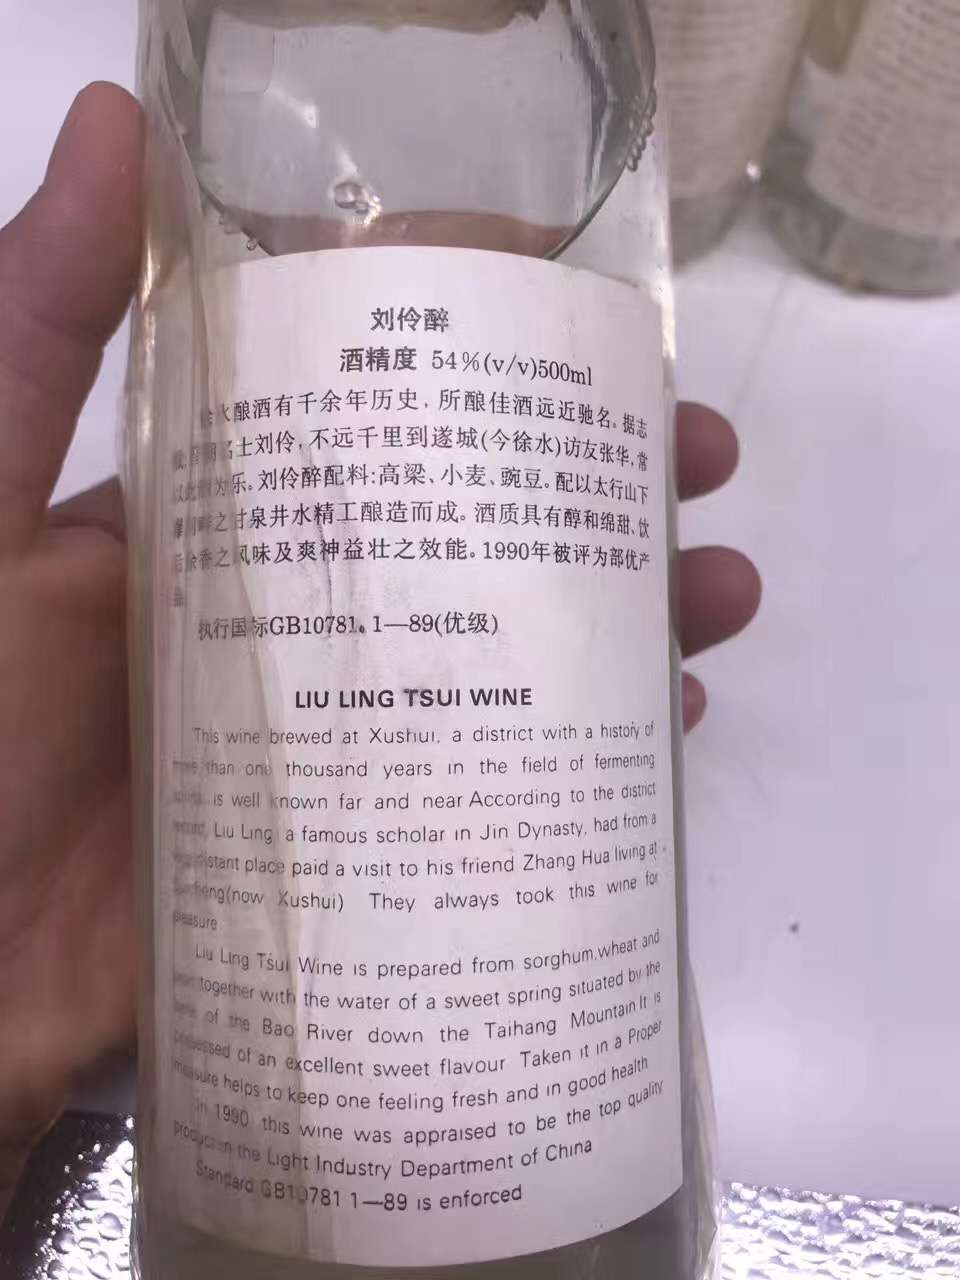 刘伶醉
酒精度 54%(v/v)500ml
水酿酒有千余年历史，所酿佳酒远近驰名。据志
名士刘伶，不远千里到遂城(今徐水)访友张华，常
以此酒为乐。刘伶醉配料:高粱、小麦、豌豆。配以太行山下
之甘泉井水精工酿造而成。酒质具有醇和绵甜、饮
后余香之风味及爽神益壮之效能。1990年被评为部优产
品
执行国标GB10781.1—89(优级)
LIU LING TSUI WINE
This wine brewed at Xushui, a district with a history of
more than one thousand years in the field of fermenting
is well known far and near According to the district
record, Liu Ling, a famous scholar in Jin Dynasty, had from a
distant place paid a visit to his friend Zhang Hua living at
(now Xushui) They always took this wine for
pleasure
Liu Ling Tsui Wine is prepared from sorghum,wheat and
together with the water of a sweet spring situated by the
of the Bao River down the Taihang Mountain It is
possessed of an excellent sweet flavour Taken it in a Proper
measure helps to keep one feeling fresh and in good health
In 1990 this wine was appraised to be the top quality
product in the Light Industry Department of China
Standard GB10781 1—89 is enforced